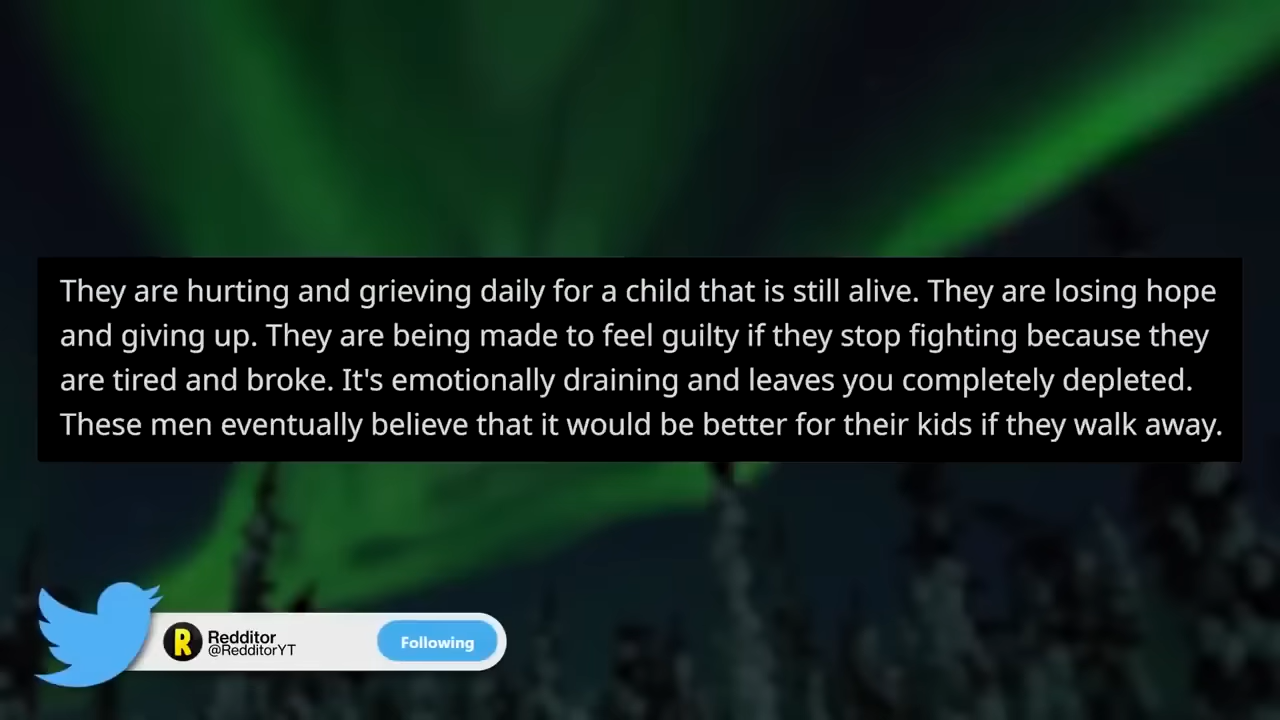 They are hurting and grieving daily for a child that is still alive. They are losing hope
and giving up. They are being made to feel guilty if they stop fighting because they
are tired and broke. It's emotionally draining and leaves you completely depleted.
These men eventually believe that it would be better for their kids if they walk away.
R
Redditor
@RedditorYT
Following